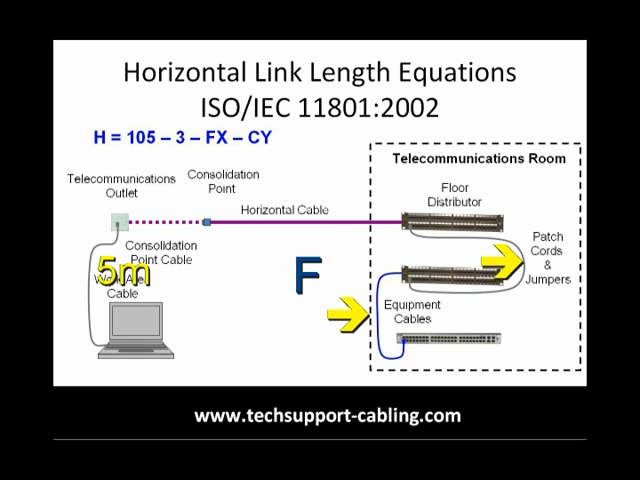 Horizontal Link Length Equations
ISO/IEC 11801:2002
H = 105 – 3 – FX – CY
Telecommunications Room
Telecommunications
Outlet
Consolidation
Point
Floor
Distributor
Horizontal Cable
Consolidation
Point Cable
Patch
Cords
&
Jumpers
5m
Cable
F
Equipment
Cables
www.techsupport-cabling.com